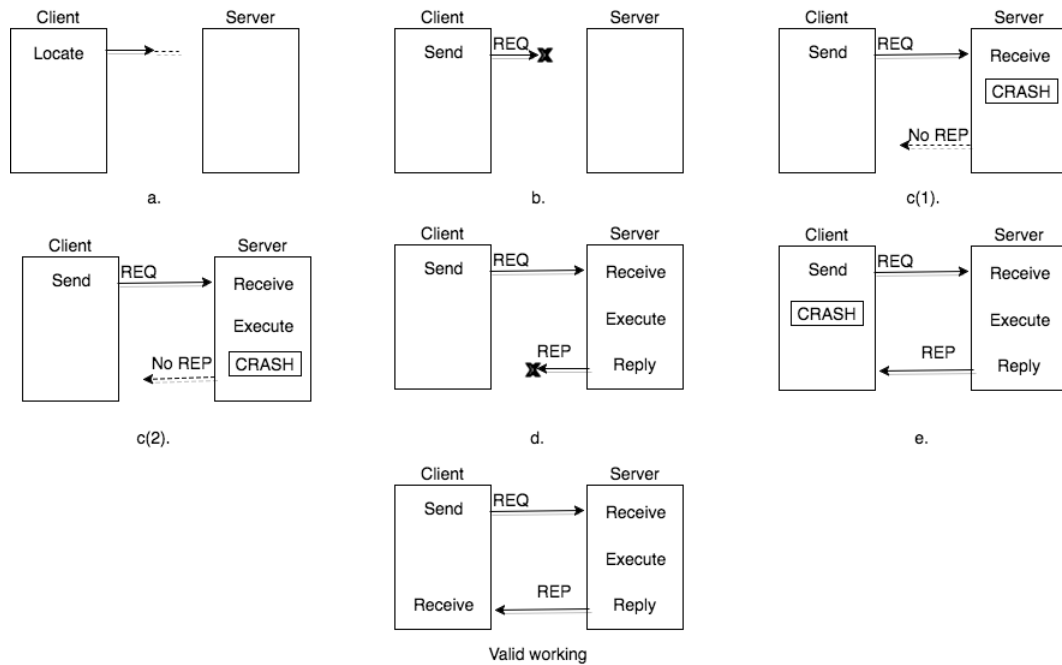 Client Server
Locate
a.
Client Server
Send REQ
b.
Client Server
Send REQ Receive
CRASH
No REP
c(1).
Client Server
Send REQ Receive
Execute
No REP CRASH
c(2).
Client Server
Send REQ Receive
Execute
REP Reply
d.
Client Server
Send REQ Receive
CRASH Execute
REP Reply
e.
Client Server
Send REQ Receive
Execute
Receive REP Reply
Valid working